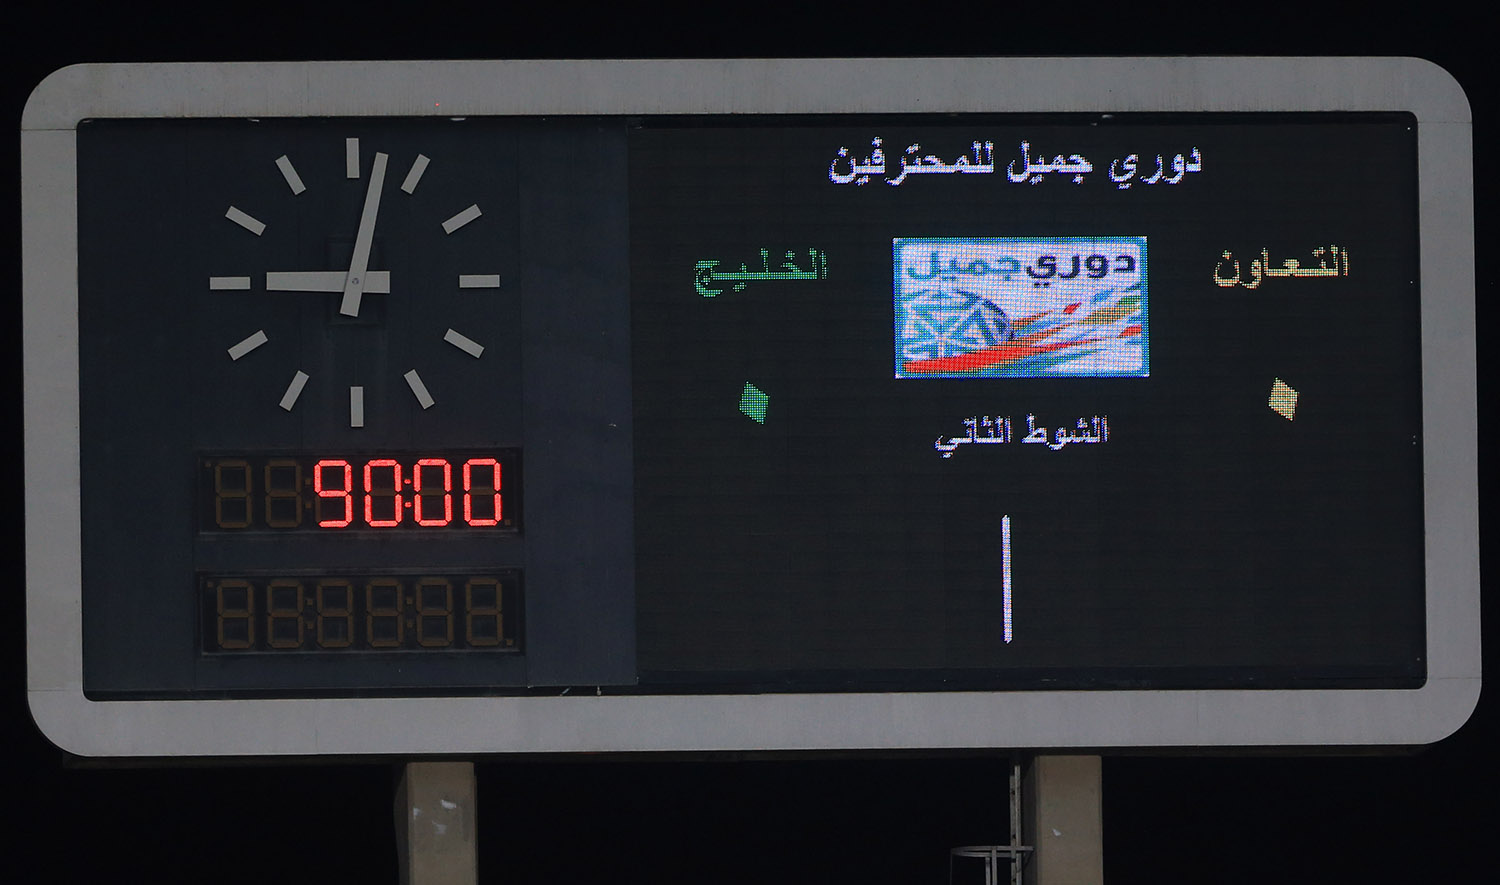 دوري جميل للمحترفين
التعاون
دوري جميل
الخليج
الشوط الثاني
90:00